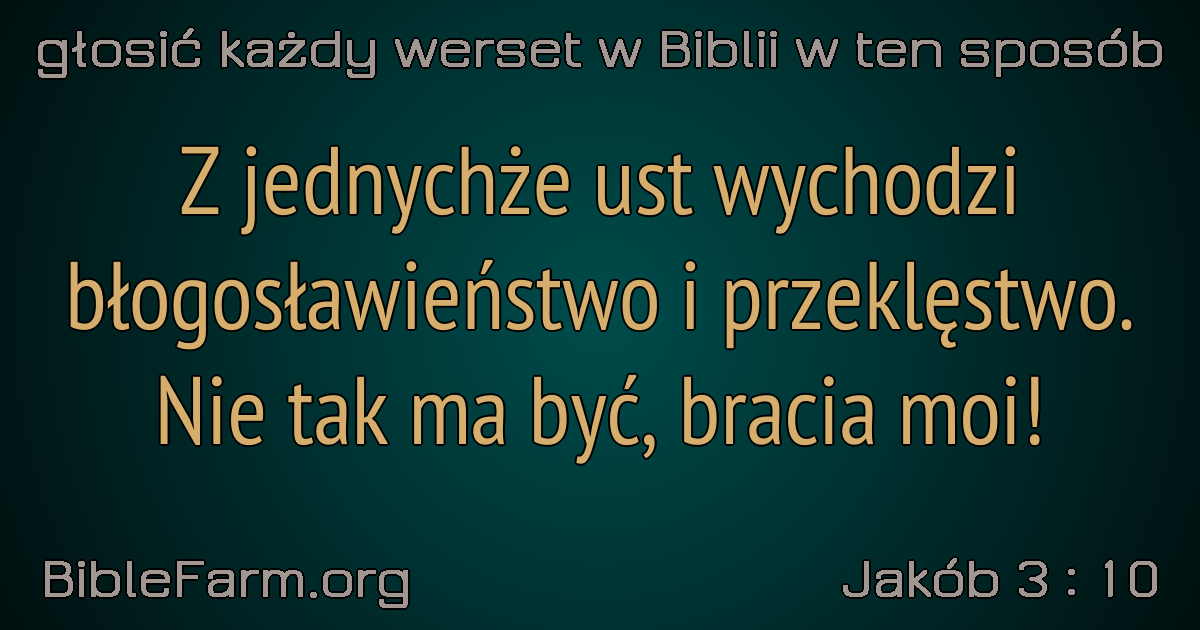 głosić każdy werset w Biblii w ten sposób
Z jednychże ust wychodzi
błogosławieństwo i przeklęstwo.
Nie tak ma być, bracia moi!
BibleFarm.org
Jakób 3 : 10